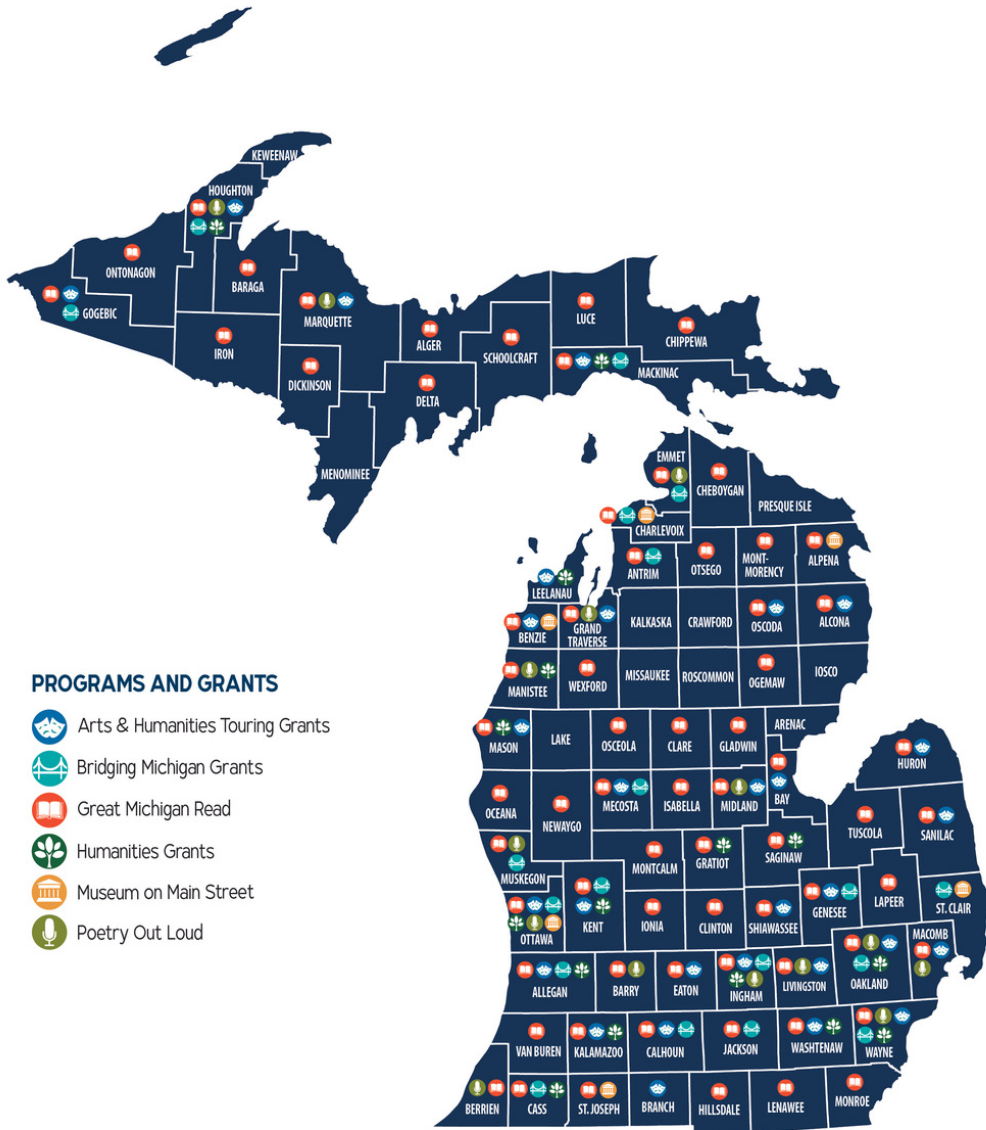 KEWEENAW
HOUGHTON
ONTONAGON
BARAGA
GOGEBIC
MARQUETTE
LUCE
ALGER
CHIPPEWA
IRON
SCHOOLCRAFT
MACKINAC
DICKINSON
DELTA
EMMET
MENOMINEE
CHEBOYGAN
PRESQUE ISLE
CHARLEVOIX
ANTRIM
OTSEGO
MONT-
MORENCY
ALPENA
LEELANAU
BENZIE
GRAND
TRAVERSE
KALKASKA
CRAWFORD
OSCODA
ALCONA
MANISTEE
WEXFORD
MISSAUKEE
ROSCOMMON
OGEMAW
IOSCO
PROGRAMS AND GRANTS
Arts & Humanities Touring Grants
Bridging Michigan Grants
Great Michigan Read
Humanities Grants
Museum on Main Street
Poetry Out Loud
MASON
LAKE
OSCEOLA
CLARE
GLADWIN
ARENAC
HURON
OCEANA
NEWAYGO
MECOSTA
ISABELLA
MIDLAND
BAY
TUSCOLA
SANILAC
MUSKEGON
MONTCALM
GRATIOT
SAGINAW
OTTAWA
KENT
IONIA
CLINTON
SHIAWASSEE
GENESEE
LAPEER
ST. CLAIR
MACOMB
ALLEGAN
BARRY
EATON
INGHAM
LIVINGSTON
OAKLAND
VAN BUREN
KALAMAZOO
CALHOUN
JACKSON
WASHTENAW
WAYNE
BERRIEN
CASS
ST. JOSEPH
BRANCH
HILLSDALE
LENAWEE
MONROE